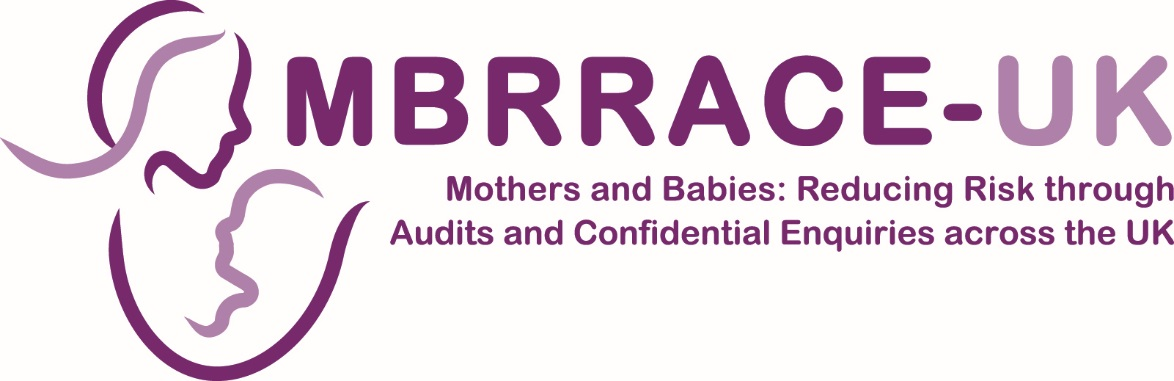 MBRRACE-UK
Mothers and Babies: Reducing Risk through
Audits and Confidential Enquiries across the UK